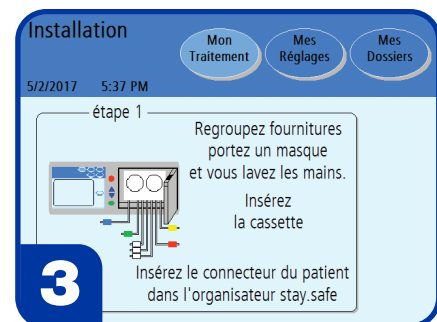 Installation
Mon
Traitement
Mes
Réglages
Mes
Dossiers
5/2/2017 5:37 PM
étape 1
Regroupez fournitures
portez un masque
et vous lavez les mains.
Insérez
la cassette
Insérez le connecteur du patient
dans l'organisateur stay.safe
3